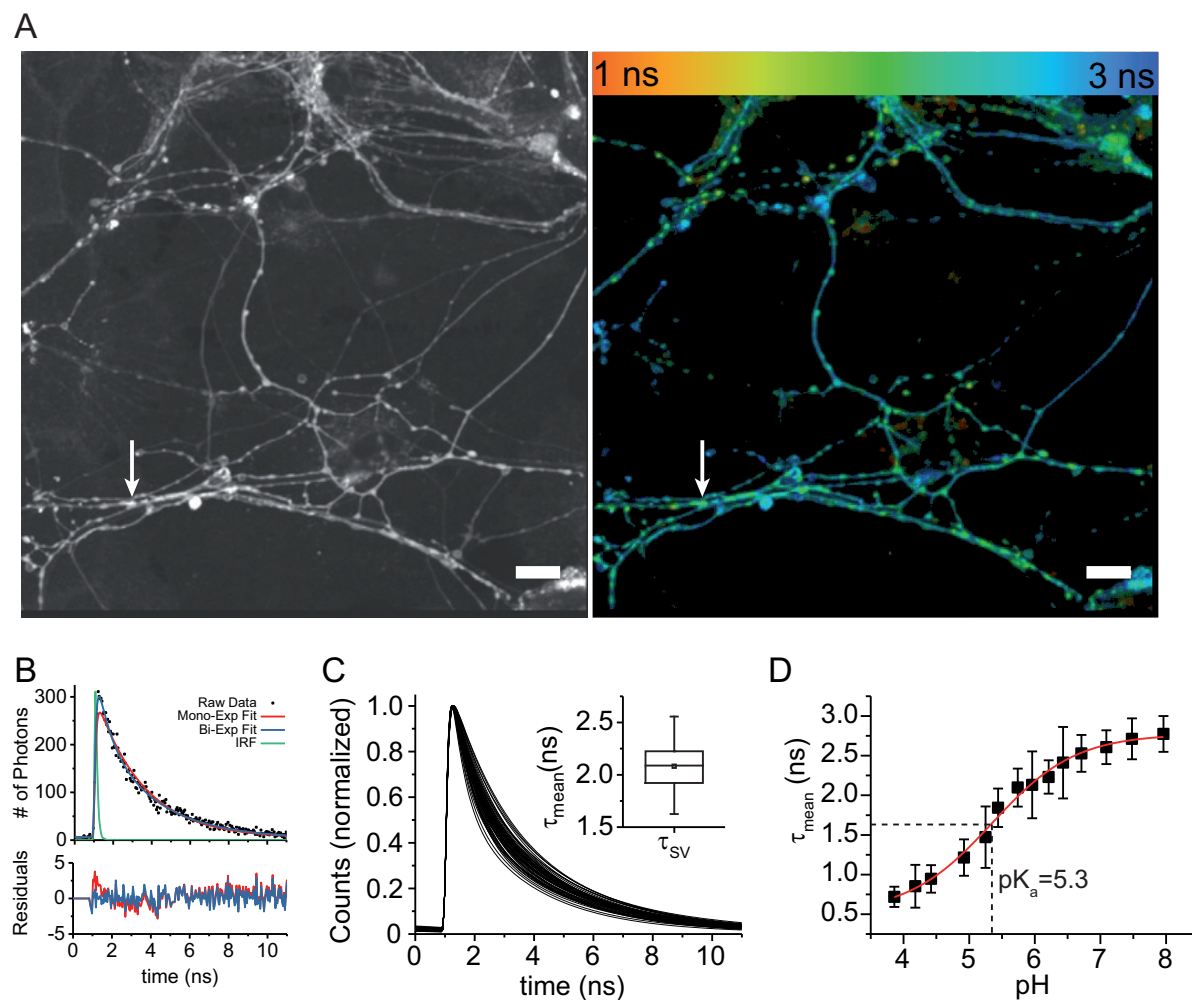 A
1 ns
3 ns
B
300
200
100
0
# of Photons
Raw Data
Mono-Exp Fit
Bi-Exp Fit
IRF
5
0
-5
Residuals
2
4
6
8
10
time (ns)
C
1.0
0.8
0.6
0.4
0.2
0
Counts (normalized)
0
2
4
6
8
10
time (ns)
2.5
2.0
1.5
τmean(ns)
τSV
D
3.0
2.5
2.0
1.5
1.0
0.5
τmean (ns)
pKa=5.3
4
5
6
7
8
pH